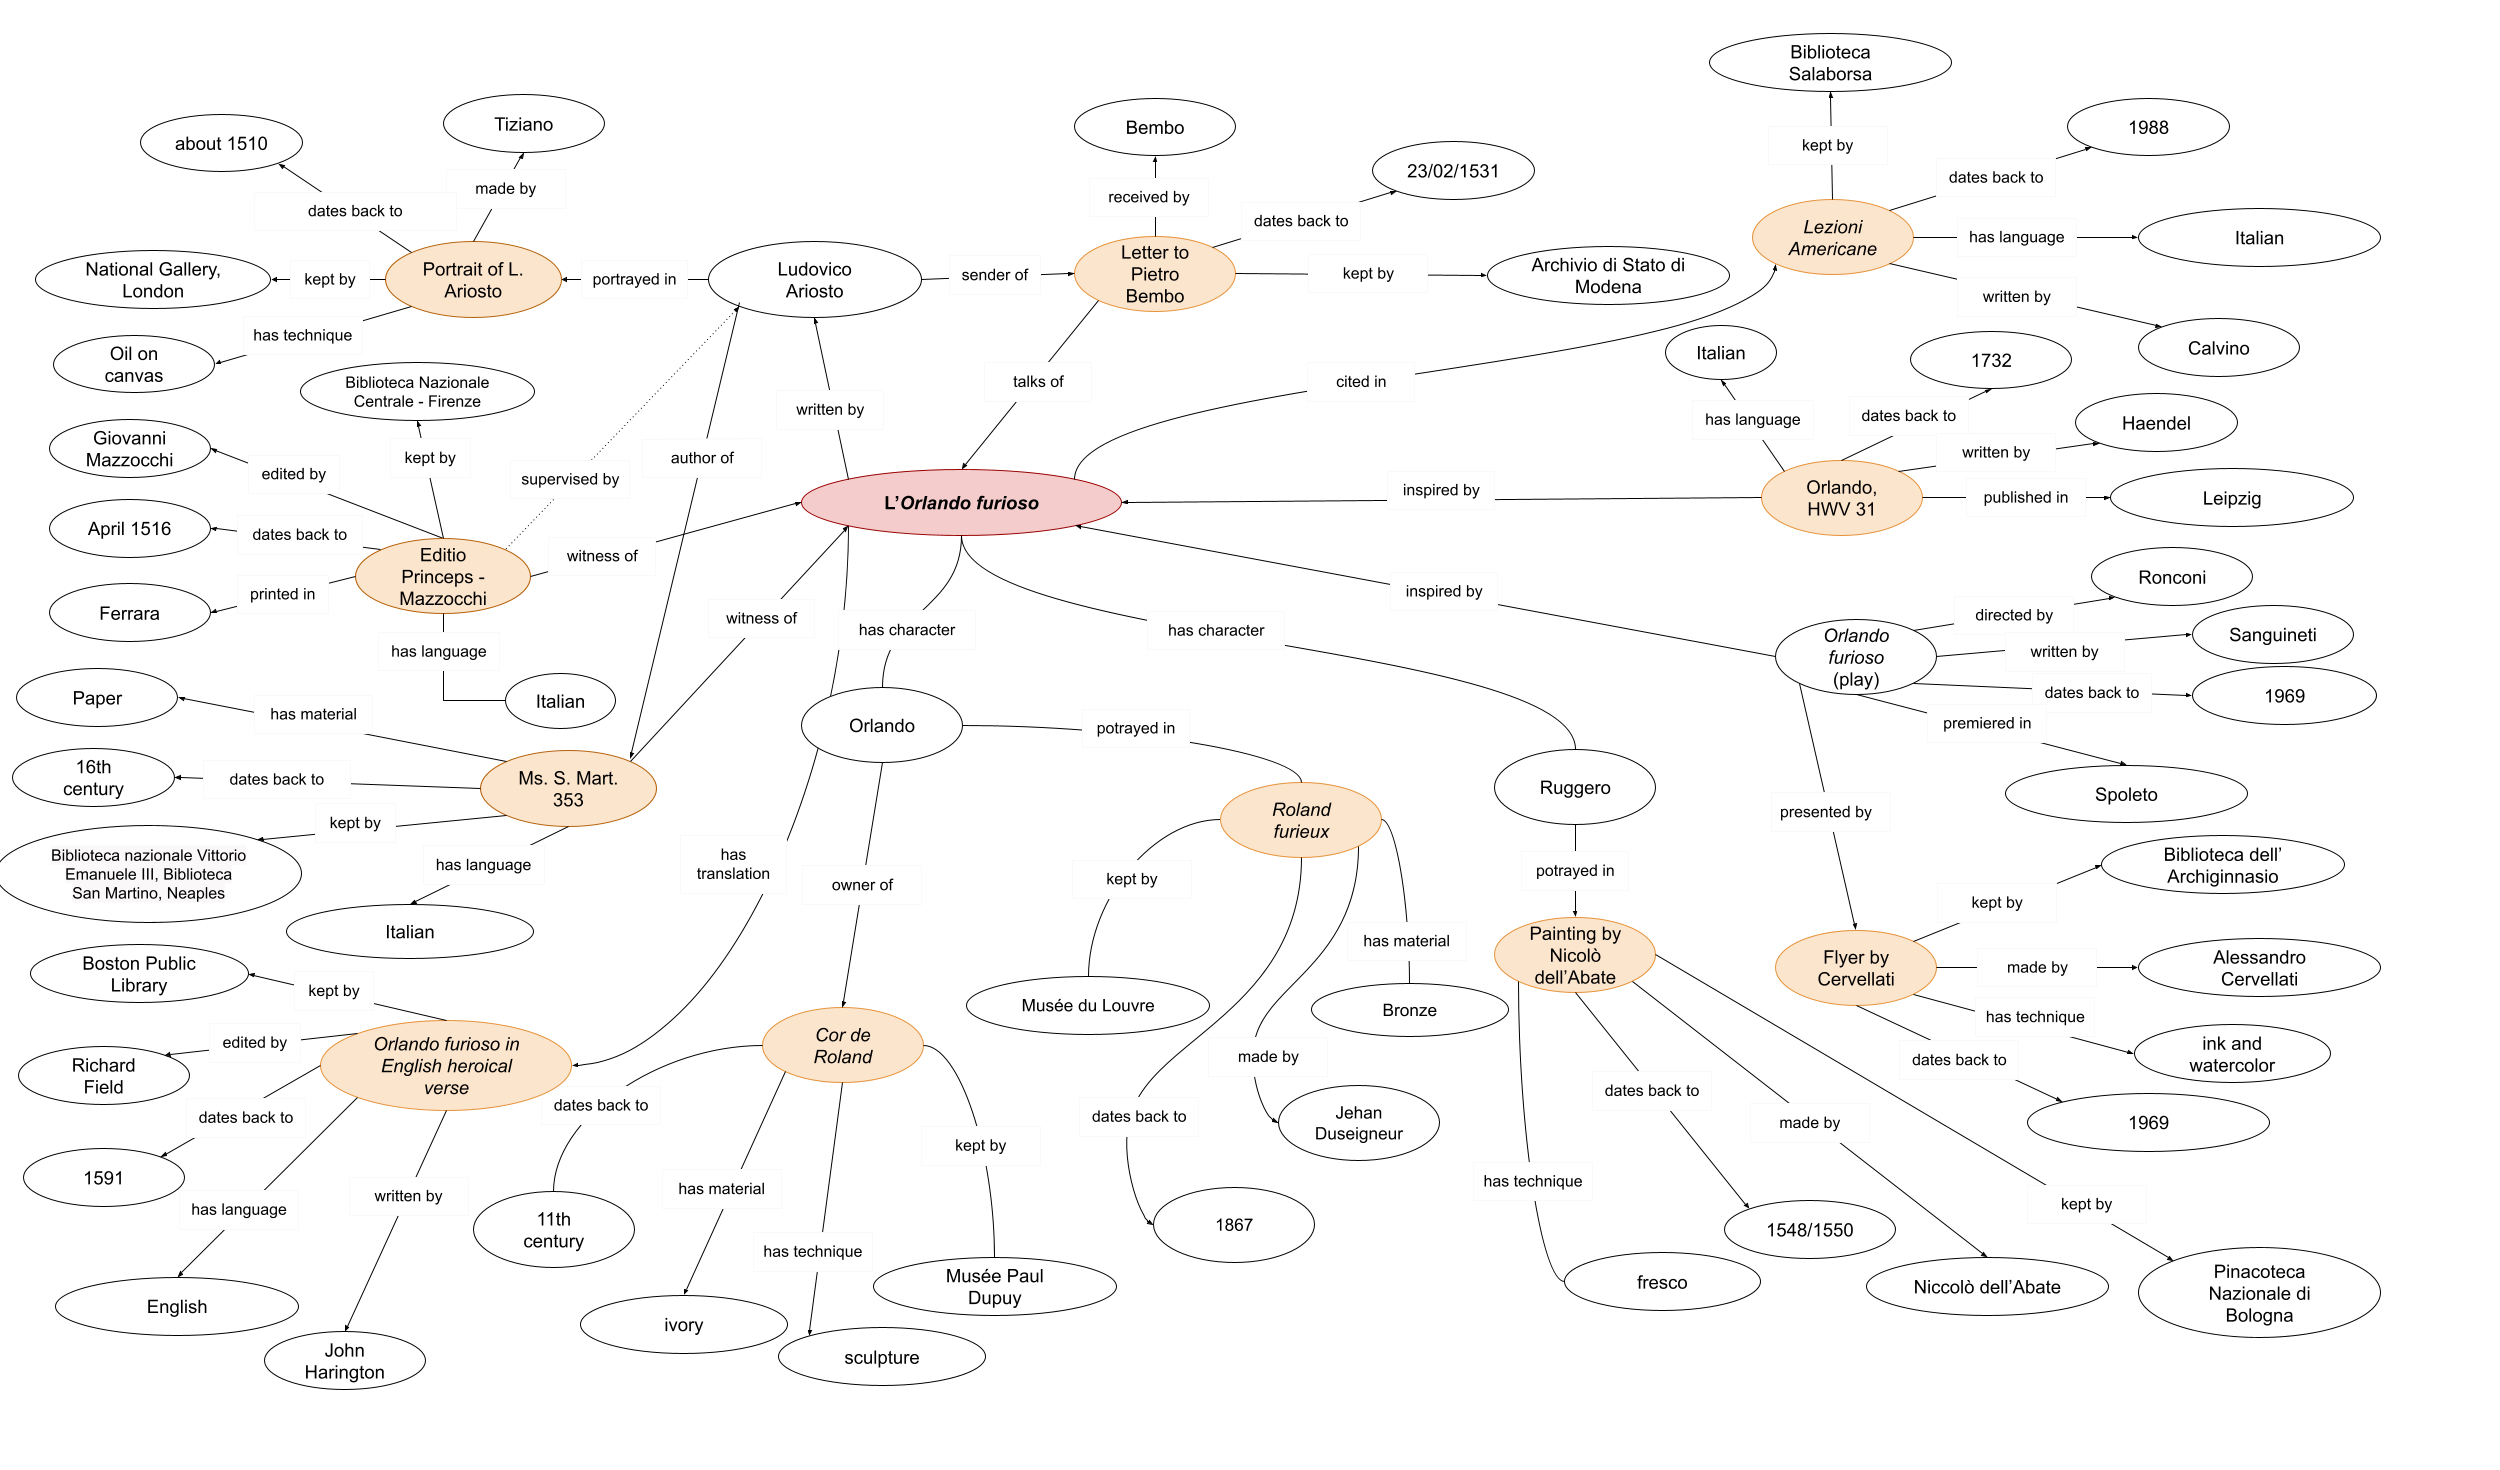 Biblioteca
Salaborsa
about 1510
Tiziano
Bembo
1988
kept by
23/02/1531
dates back to
made by
received by
dates back to
dates back to
Lezioni
Americane
has language
Italian
National Gallery,
London
kept by
Portrait of L.
Ariosto
portrayed in
Ludovico
Ariosto
sender of
Letter to
Pietro
Bembo
kept by
Archivio di Stato di
Modena
written by
has technique
Oil on
canvas
Italian
1732
Calvino
Biblioteca Nazionale
Centrale - Firenze
talks of
cited in
written by
has language
dates back to
Haendel
Giovanni
Mazzocchi
edited by
kept by
supervised by
author of
written by
L’Orlando furioso
inspired by
Orlando,
HWV 31
published in
Leipzig
April 1516
dates back to
Editio
Princeps -
Mazzocchi
witness of
Ronconi
inspired by
directed by
Ferrara
printed in
witness of
has character
has character
Orlando
furioso
(play)
written by
Sanguineti
has language
Italian
dates back to
1969
Paper
has material
Orlando
potrayed in
premiered in
16th
century
dates back to
Ms. S. Mart.
353
Ruggero
Spoleto
kept by
Roland
furieux
presented by
Biblioteca nazionale Vittorio
Emanuele III, Biblioteca
San Martino, Neaples
has language
has
translation
owner of
kept by
potrayed in
Biblioteca dell’
Archiginnasio
kept by
Italian
has material
Painting by
Nicolò
dell’Abate
Flyer by
Cervellati
made by
Alessandro
Cervellati
Boston Public
Library
kept by
Musée du Louvre
Bronze
has technique
edited by
Orlando furioso in
English heroical
verse
Cor de
Roland
made by
dates back to
ink and
watercolor
Richard
Field
dates back to
dates back to
dates back to
Jehan
Duseigneur
dates back to
made by
1969
kept by
1591
has material
has technique
has language
written by
11th
century
1867
1548/1550
kept by
has technique
Musée Paul
Dupuy
fresco
Niccolò dell’Abate
Pinacoteca
Nazionale di
Bologna
English
ivory
John
Harington
sculpture